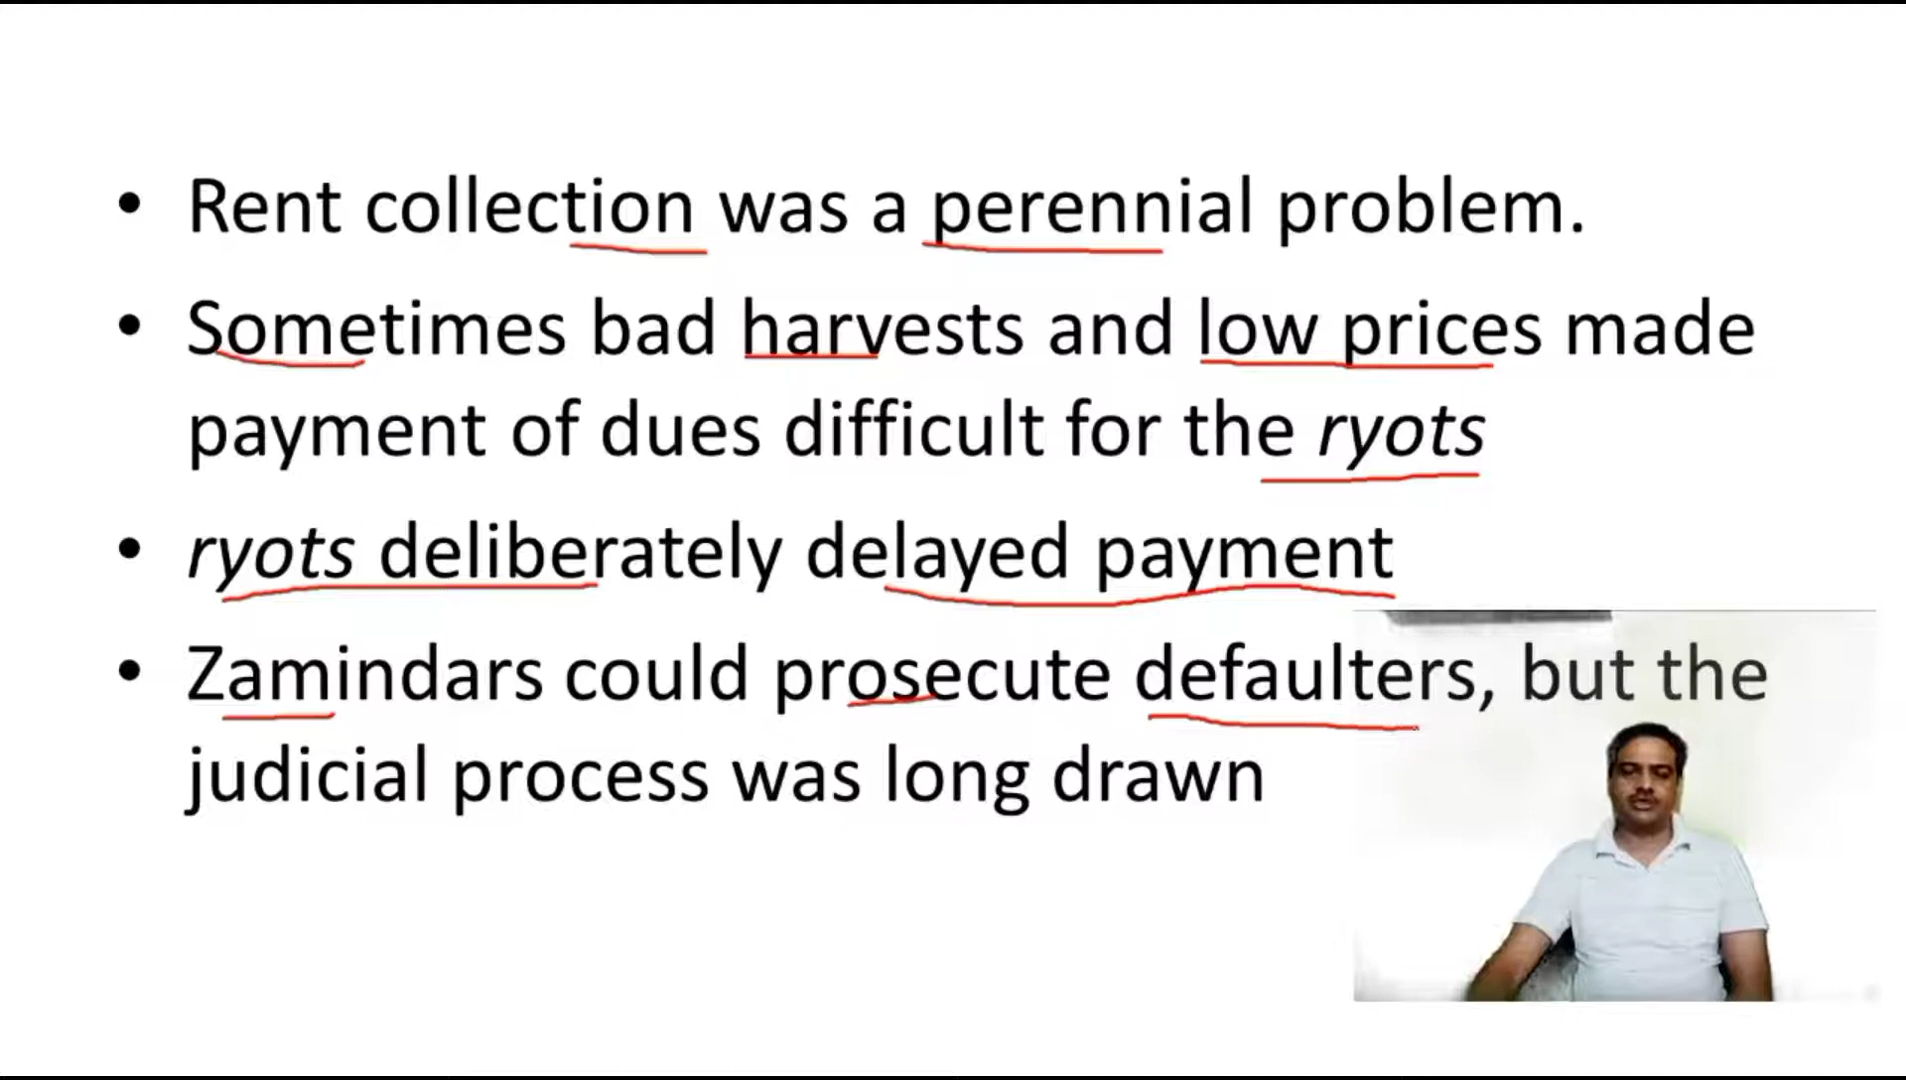 • Rent collection was a perennial problem.
• Sometimes bad harvests and low prices made
payment of dues difficult for the ryots
• ryots deliberately delayed payment
• Zamindars could prosecute defaulters, but the
judicial process was long drawn